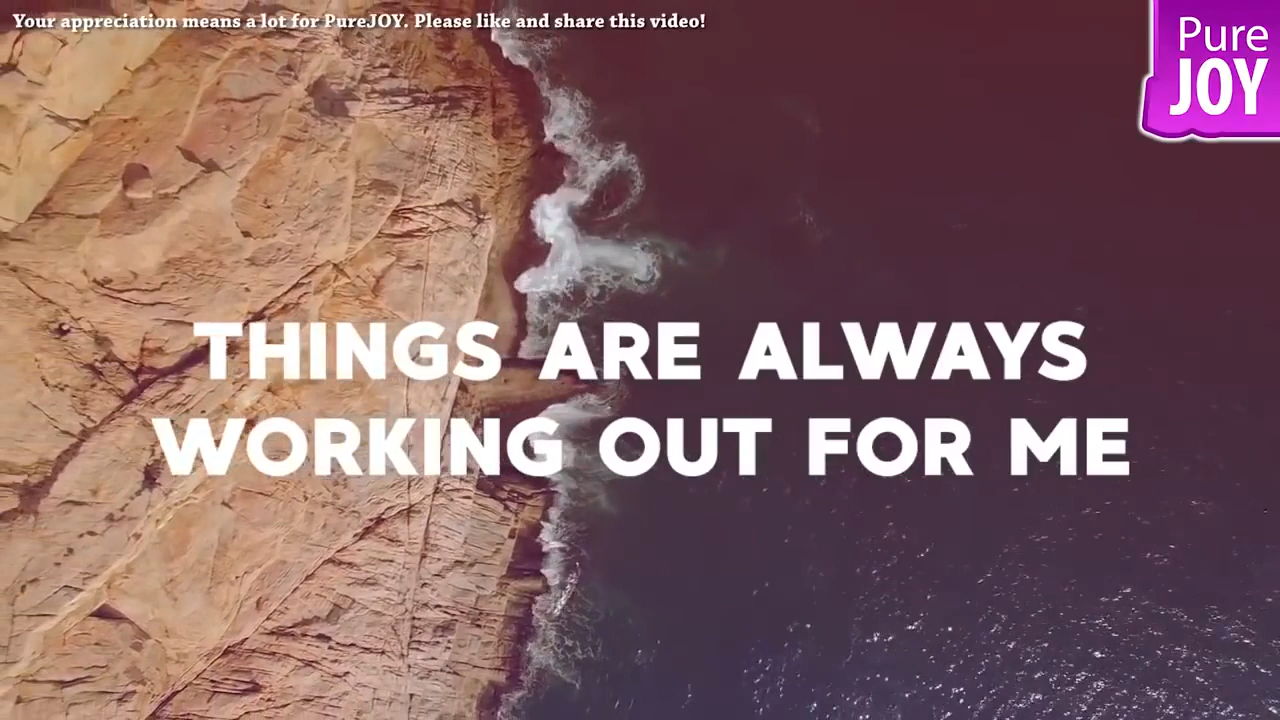 Your appreciation means a lot for PureJOY. Please like and share this video!
Pure
JOY
THINGS ARE ALWAYS
WORKING OUT FOR ME